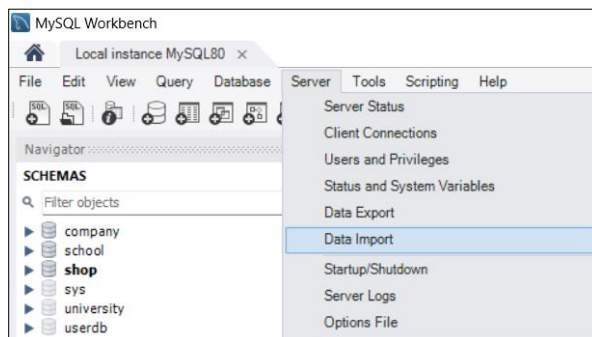 MySQL Workbench
Local instance MySQL80 ×
File Edit View Query Database Server Tools Scripting Help
SQL SQL
Server Status
Client Connections
Users and Privileges
Status and System Variables
Data Export
Data Import
Startup/Shutdown
Server Logs
Options File
Navigator
SCHEMAS
Filter objects
company
school
shop
sys
university
userdb